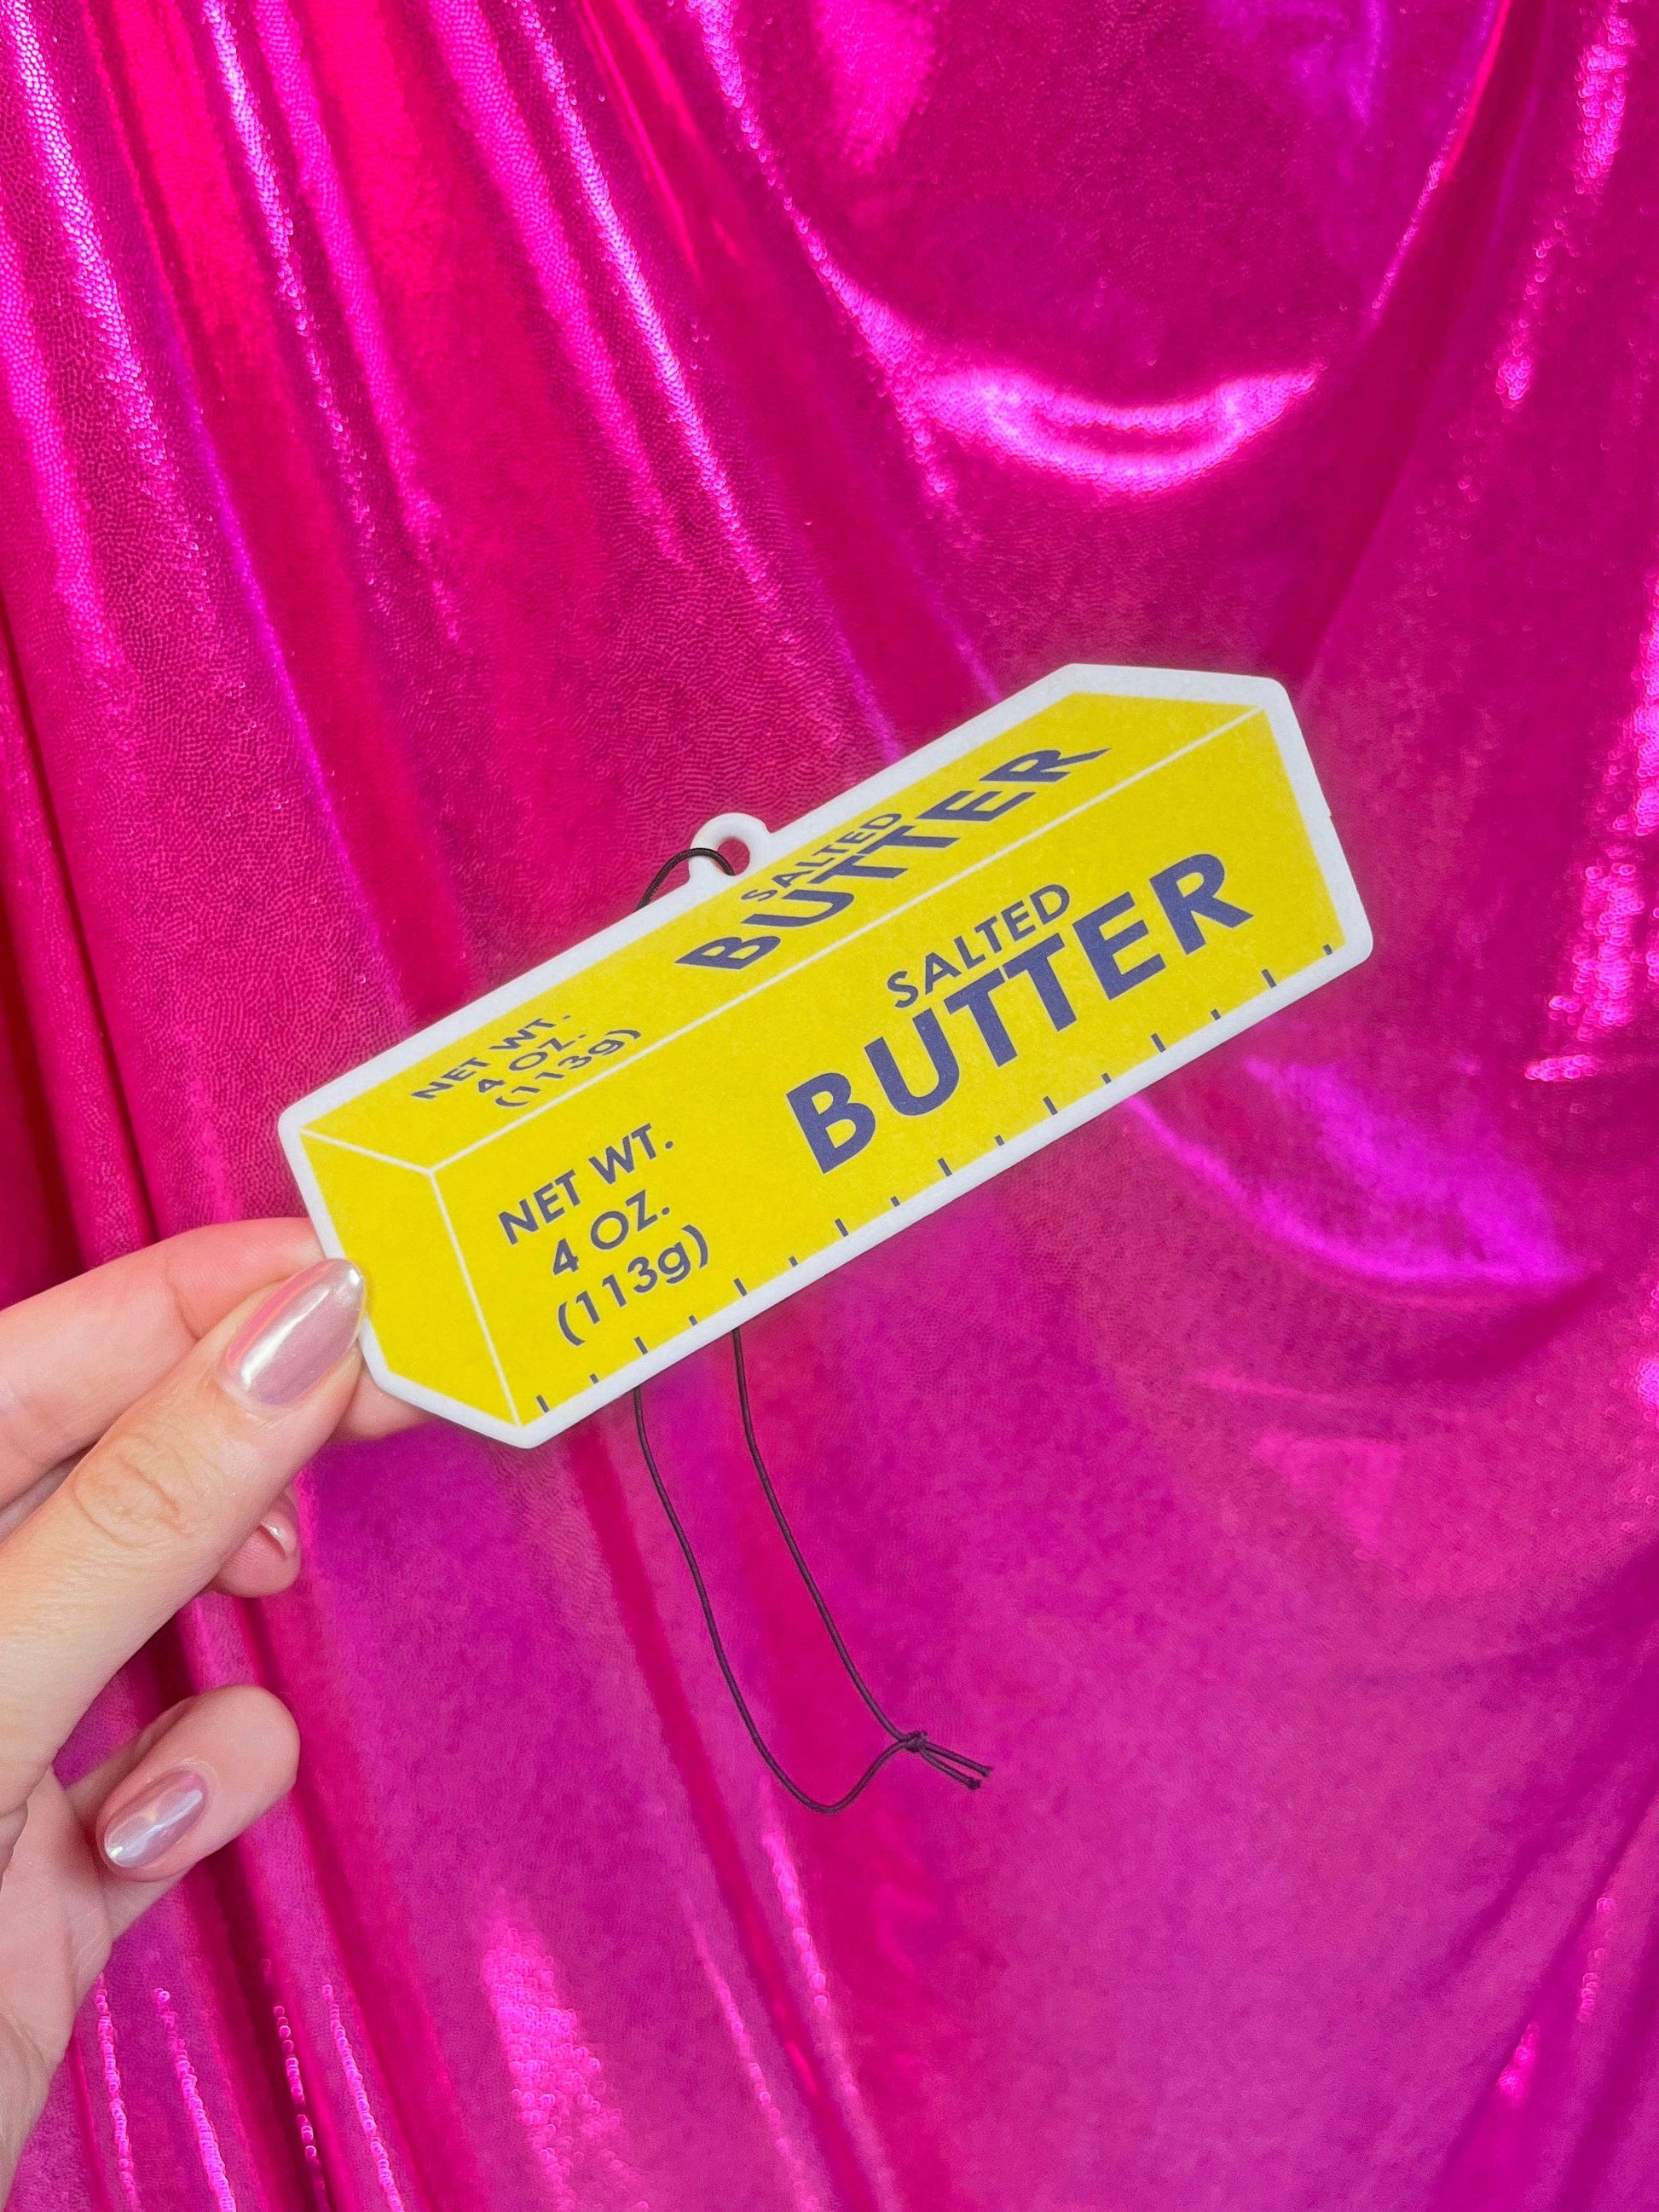 SALTED
BUTTER
NET WT.
4 OZ.
(113g)
SALTED
BUTTER
NET WT.
4 OZ.
(113g)